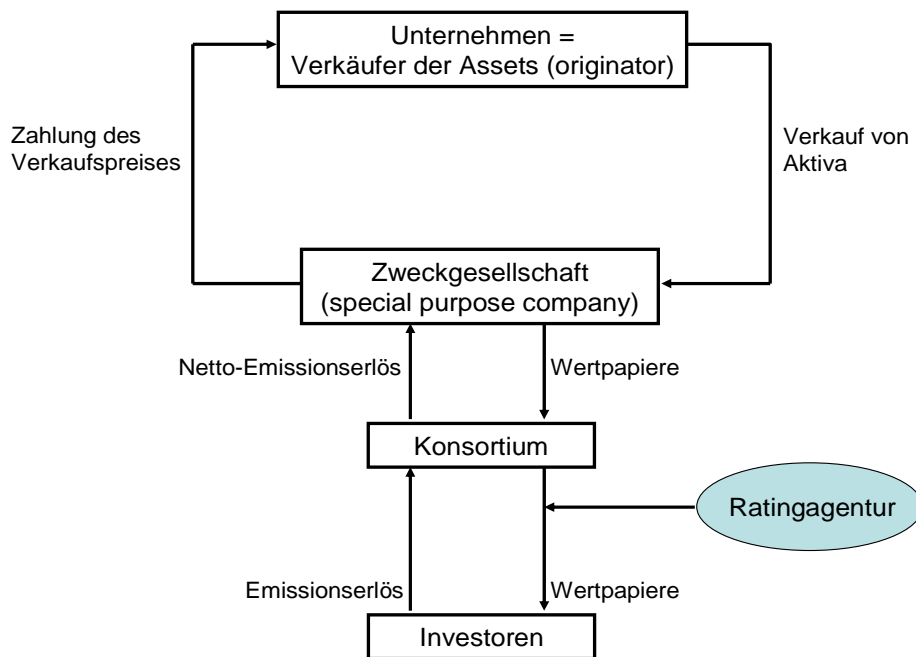 Unternehmen =
Verkäufer der Assets (originator)
Zahlung des
Verkaufspreises
Verkauf von
Aktiva
Zweckgesellschaft
(special purpose company)
Netto-Emissionserlös
Wertpapiere
Konsortium
Ratingagentur
Emissionserlös
Wertpapiere
Investoren